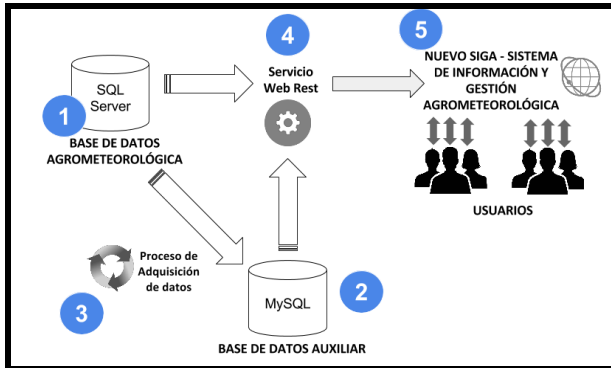 4
5
Servicio
Web Rest
NUEVO SIGA - SISTEMA
DE INFORMACIÓN Y
GESTIÓN
AGROMETEOROLÓGICA
SQL
Server
1
BASE DE DATOS
AGROMETEOROLÓGICA
USUARIOS
Proceso de
Adquisición
de datos
3
MySQL
2
BASE DE DATOS AUXILIAR